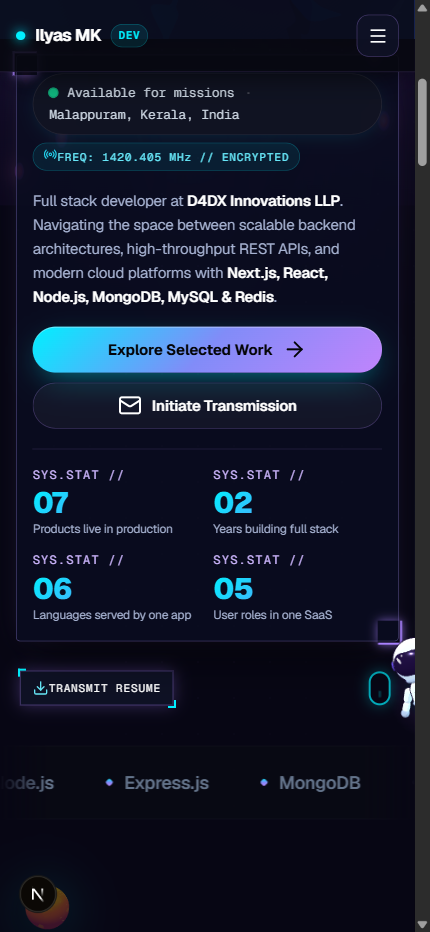 Ilyas MK DEV
Available for missions ·
Malappuram, Kerala, India
FREQ: 1420.405 MHz // ENCRYPTED
Full stack developer at D4DX Innovations LLP.
Navigating the space between scalable backend
architectures, high-throughput REST APIs, and
modern cloud platforms with Next.js, React,
Node.js, MongoDB, MySQL & Redis.
Explore Selected Work
Initiate Transmission
SYS.STAT // SYS.STAT //
07 02
Products live in production Years building full stack
SYS.STAT // SYS.STAT //
06 05
Languages served by one app User roles in one SaaS
TRANSMIT RESUME
ode.js Express.js MongoDB
N